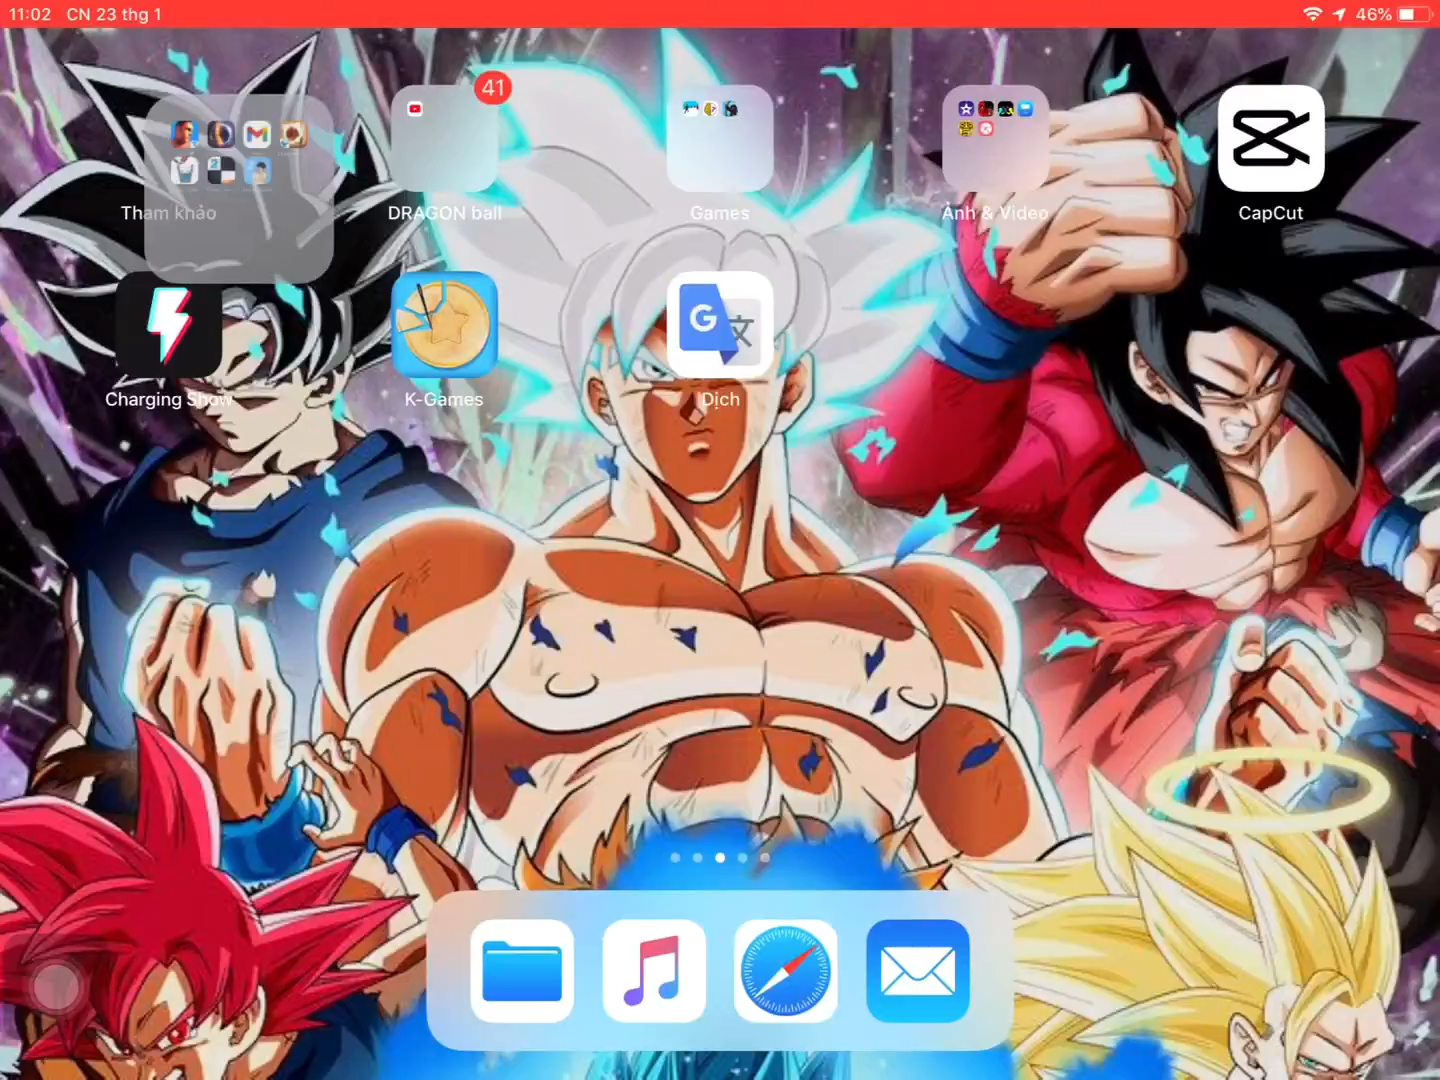 11:02 CN 23 thg 1
46%
41
Tham khảo
DRAGON ball
Games
Ảnh & Video
CapCut
Charging Show
K-Games
G
文
Dịch